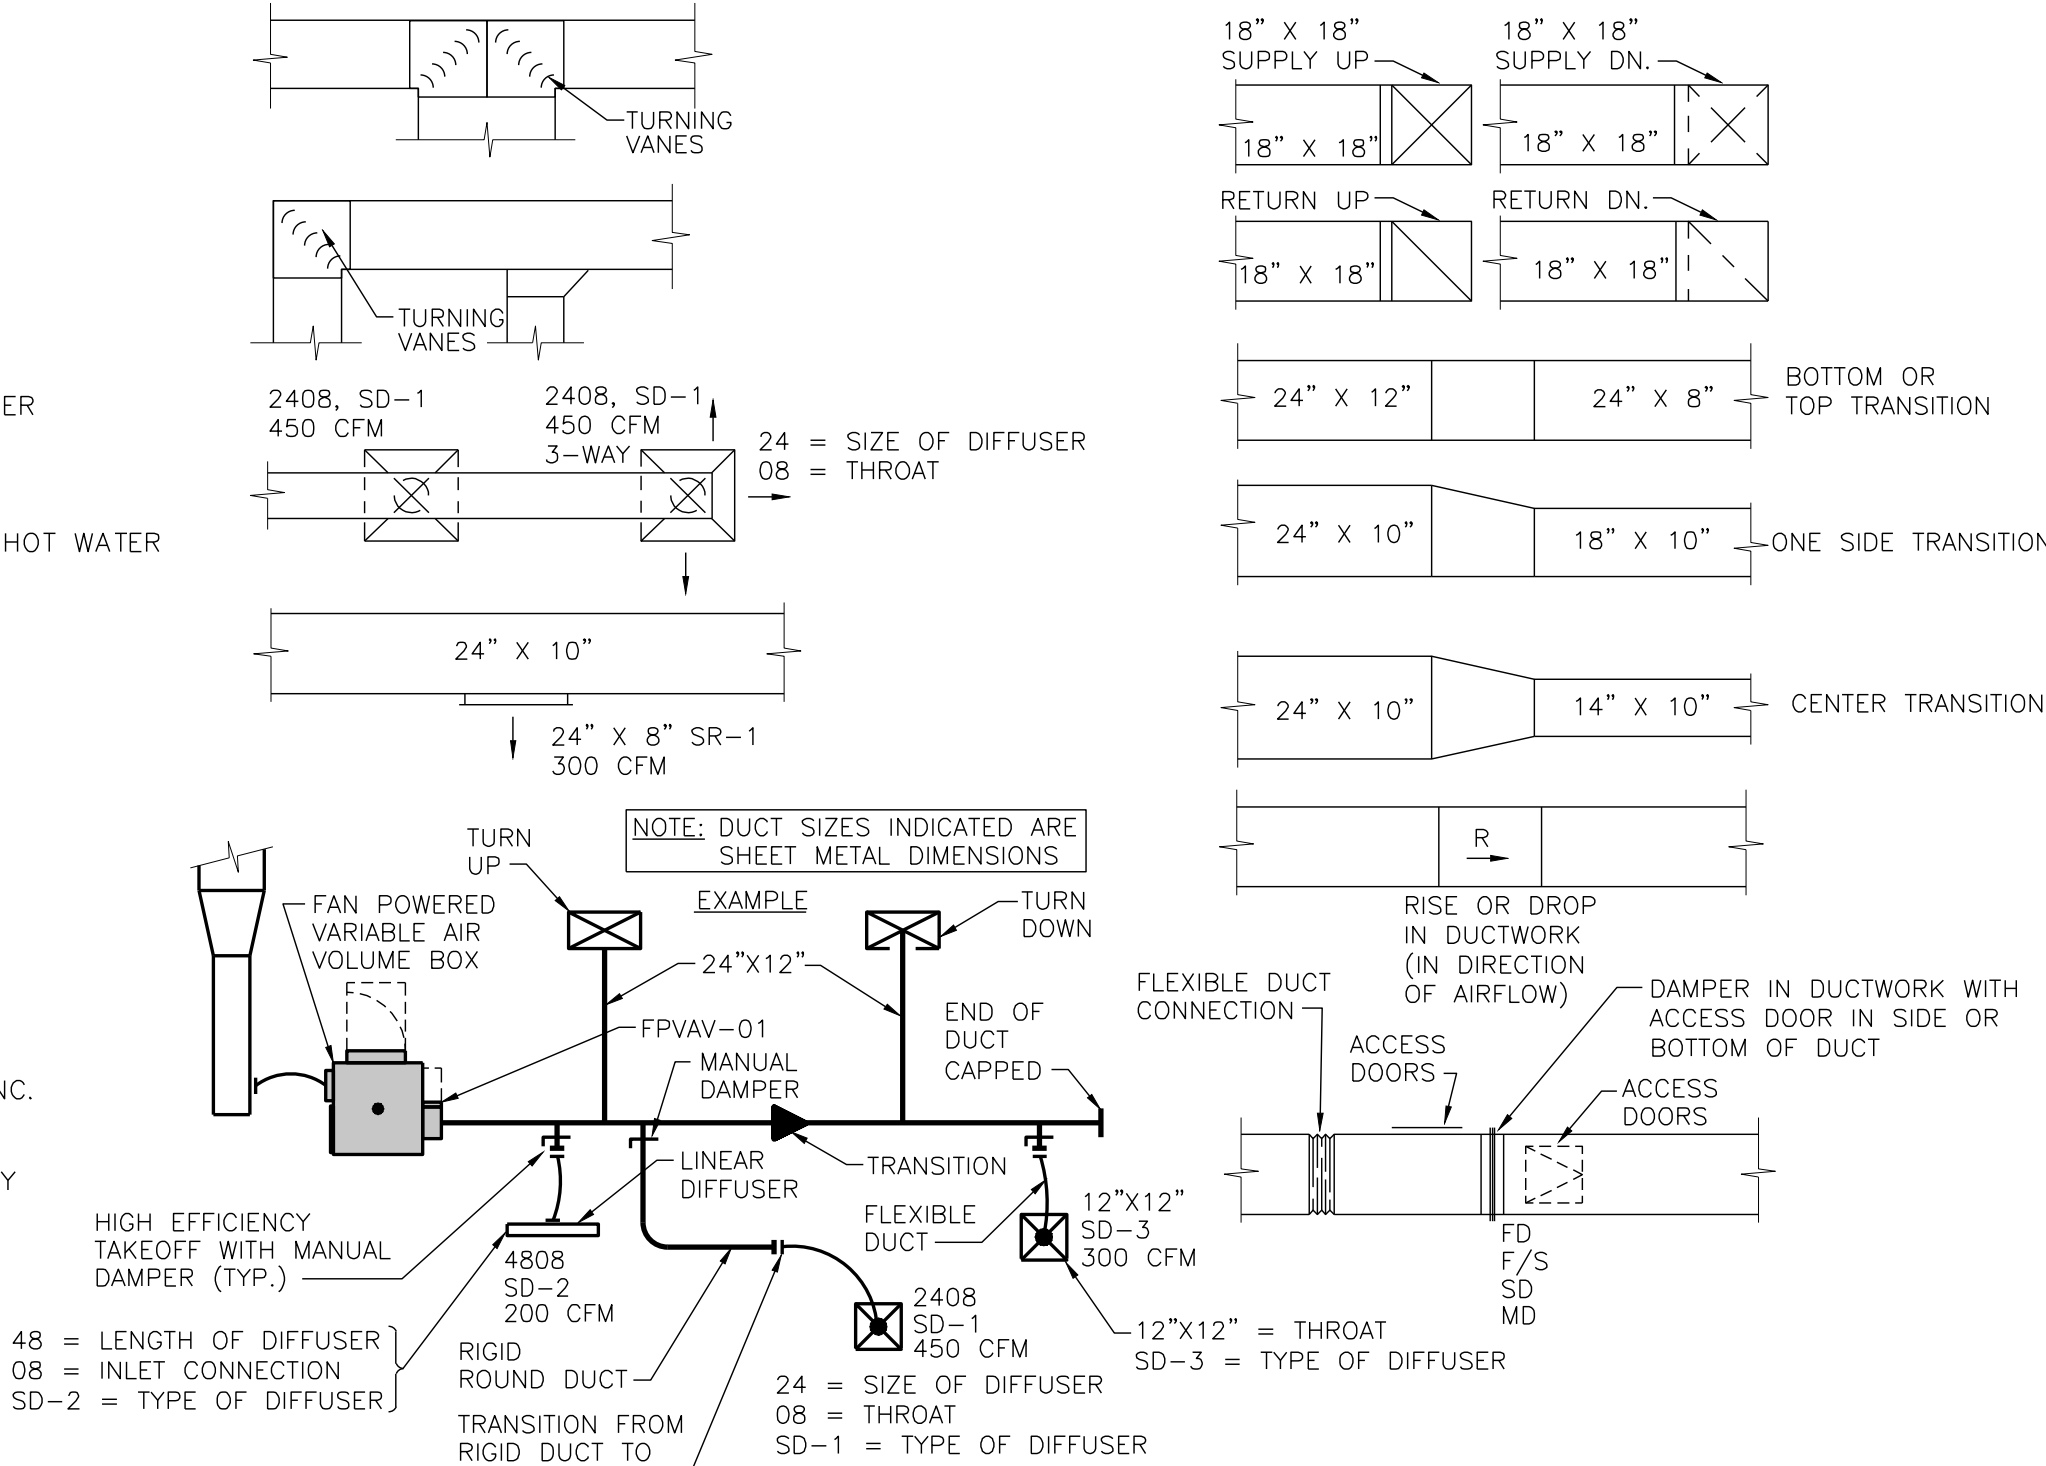 TURNING
VANES
TURNING
VANES
ER
HOT WATER
2408, SD-1
450 CFM
2408, SD-1
450 CFM
3-WAY
24 = SIZE OF DIFFUSER
08 = THROAT
24" X 10"
24" X 8" SR-1
300 CFM
18" X 18"
SUPPLY UP
18" X 18"
18" X 18"
SUPPLY DN.
18" X 18"
RETURN UP
18" X 18"
RETURN DN.
18" X 18"
24" X 12"
24" X 8"
BOTTOM OR
TOP TRANSITION
24" X 10"
18" X 10"
ONE SIDE TRANSITION
24" X 10"
14" X 10"
CENTER TRANSITION
R
RISE OR DROP
IN DUCTWORK
(IN DIRECTION
OF AIRFLOW)
NOTE: DUCT SIZES INDICATED ARE
SHEET METAL DIMENSIONS
EXAMPLE
TURN
UP
TURN
DOWN
FAN POWERED
VARIABLE AIR
VOLUME BOX
24"X12"
FPVAV-01
MANUAL
DAMPER
END OF
DUCT
CAPPED
NC.
Y
LINEAR
DIFFUSER
TRANSITION
HIGH EFFICIENCY
TAKEOFF WITH MANUAL
DAMPER (TYP.)
4808
SD-2
200 CFM
FLEXIBLE
DUCT
12"X12"
SD-3
300 CFM
2408
SD-1
450 CFM
48 = LENGTH OF DIFFUSER
08 = INLET CONNECTION
SD-2 = TYPE OF DIFFUSER
RIGID
ROUND DUCT
TRANSITION FROM
RIGID DUCT TO
24 = SIZE OF DIFFUSER
08 = THROAT
SD-1 = TYPE OF DIFFUSER
12"X12" = THROAT
SD-3 = TYPE OF DIFFUSER
FLEXIBLE DUCT
CONNECTION
ACCESS
DOORS
DAMPER IN DUCTWORK WITH
ACCESS DOOR IN SIDE OR
BOTTOM OF DUCT
ACCESS
DOORS
FD
F/S
SD
MD